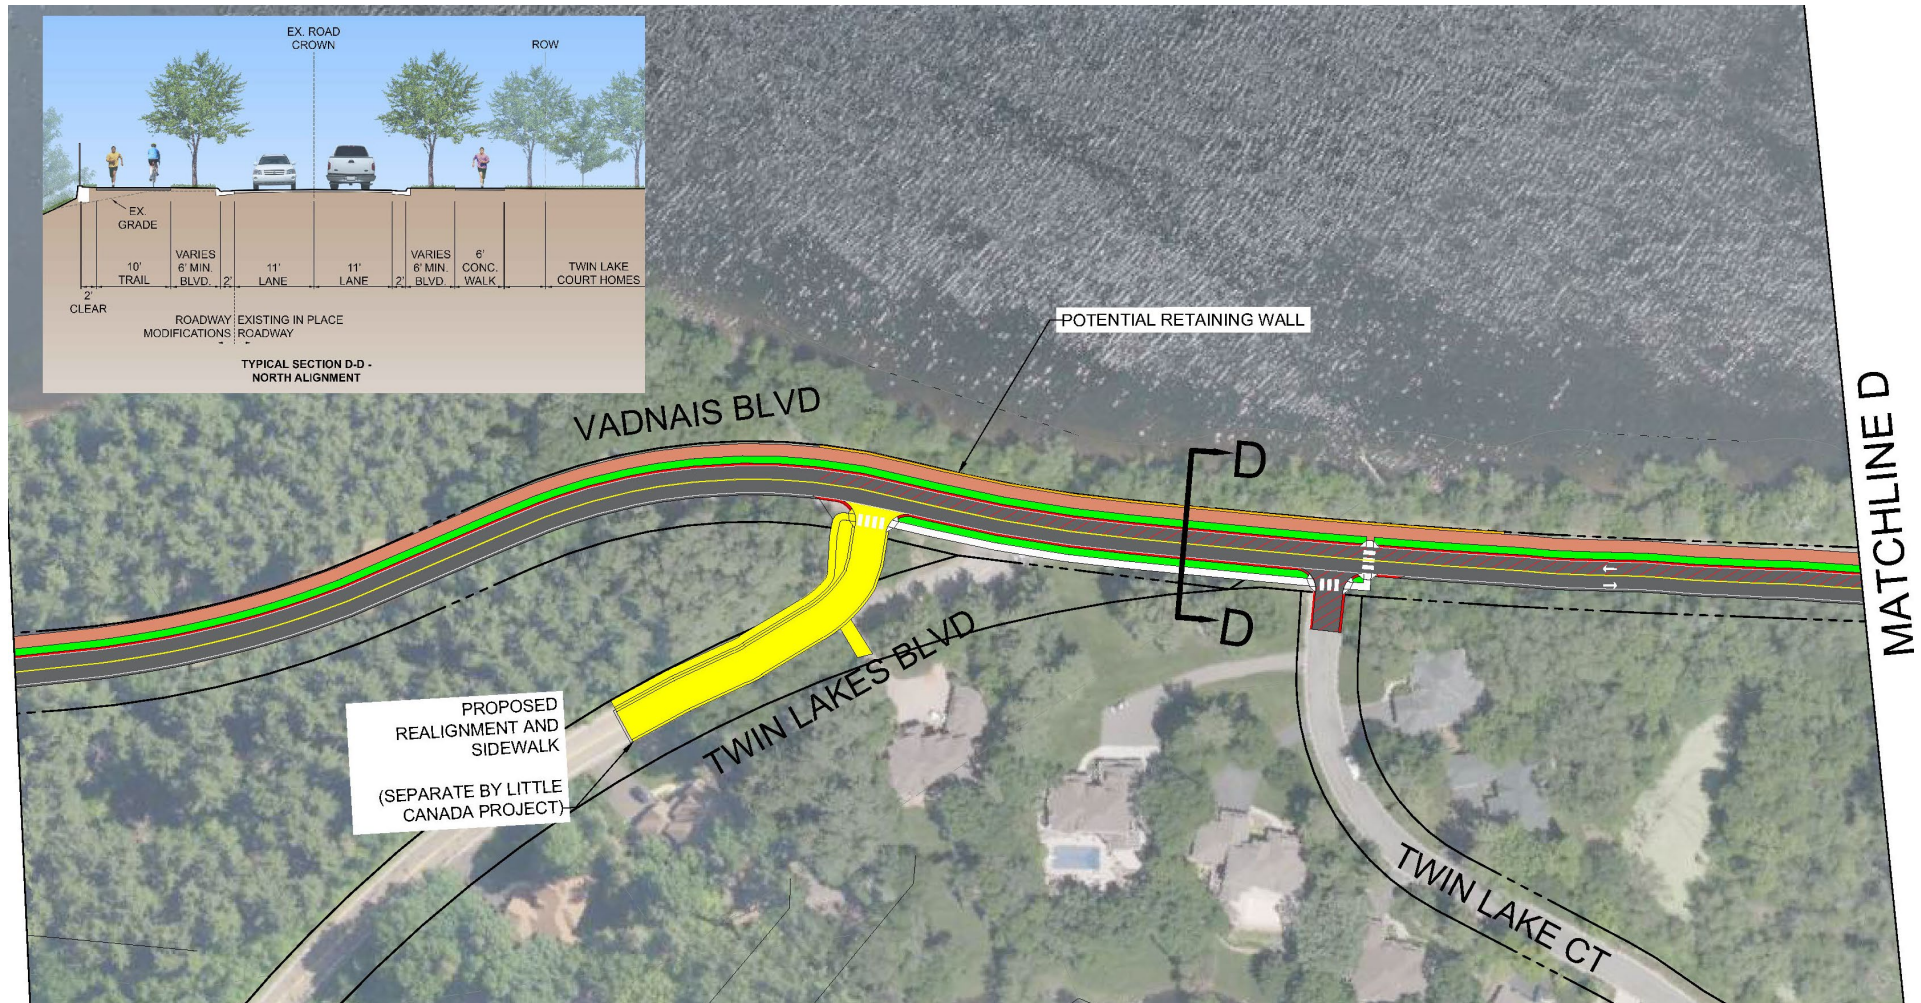 EX. ROAD
CROWN
ROW
EX.
GRADE
2'
CLEAR
10'
TRAIL
VARIES
6' MIN.
BLVD.
2'
11'
LANE
11'
LANE
2'
VARIES
6' MIN.
BLVD.
6'
CONC.
WALK
TWIN LAKE
COURT HOMES
ROADWAY
MODIFICATIONS
EXISTING IN PLACE
ROADWAY
TYPICAL SECTION D-D -
NORTH ALIGNMENT
POTENTIAL RETAINING WALL
VADNAIS BLVD
D
D
MATCHLINE D
PROPOSED
REALIGNMENT AND
SIDEWALK
(SEPARATE BY LITTLE
CANADA PROJECT)
TWIN LAKES BLVD
TWIN LAKE CT